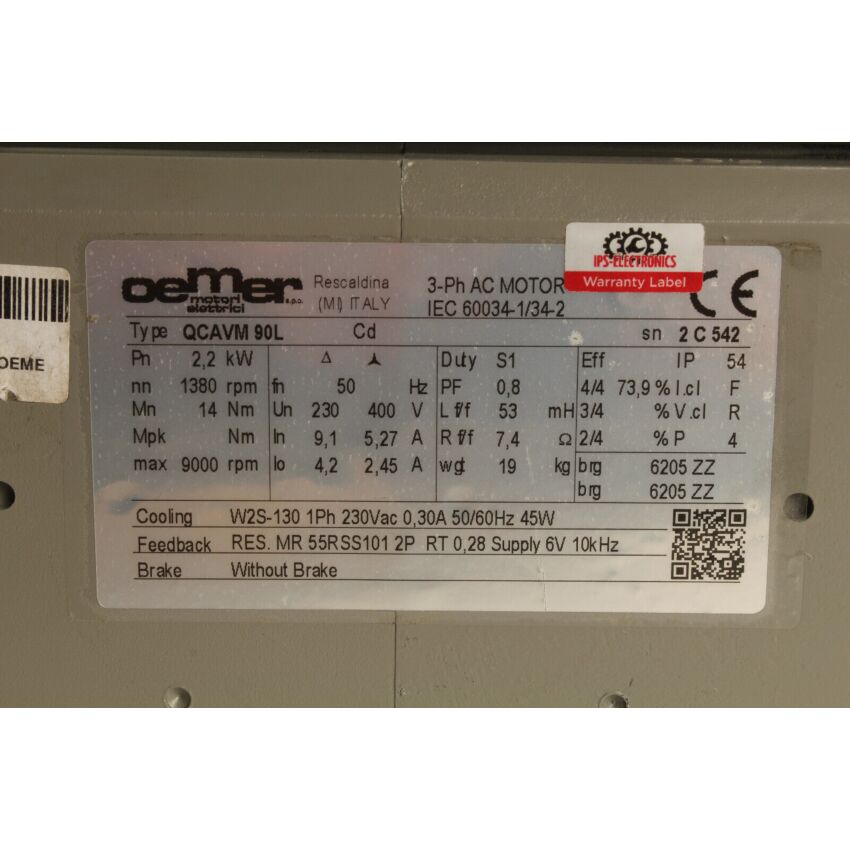 IPS-ELECTRONICS
Warranty Label
oemer s.p.a.
motori
elettrici
Rescaldina
(MI) ITALY
3-Ph AC MOTOR
IEC 60034-1/34-2
CE
OEME
Type QCAVM 90L Cd sn 2 C 542
Pn 2,2 kW Δ ⅄ Duty S1 Eff IP 54
nn 1380 rpm fn 50 Hz PF 0,8 4/4 73,9 % I.cl F
Mn 14 Nm Un 230 400 V L f/f 53 mH 3/4 % V.cl R
Mpk Nm In 9,1 5,27 A R f/f 7,4 Ω 2/4 % P 4
max 9000 rpm Io 4,2 2,45 A wgt 19 kg brg 6205 ZZ
brg 6205 ZZ
Cooling W2S-130 1Ph 230Vac 0,30A 50/60Hz 45W
Feedback RES. MR 55RSS101 2P RT 0,28 Supply 6V 10kHz
Brake Without Brake